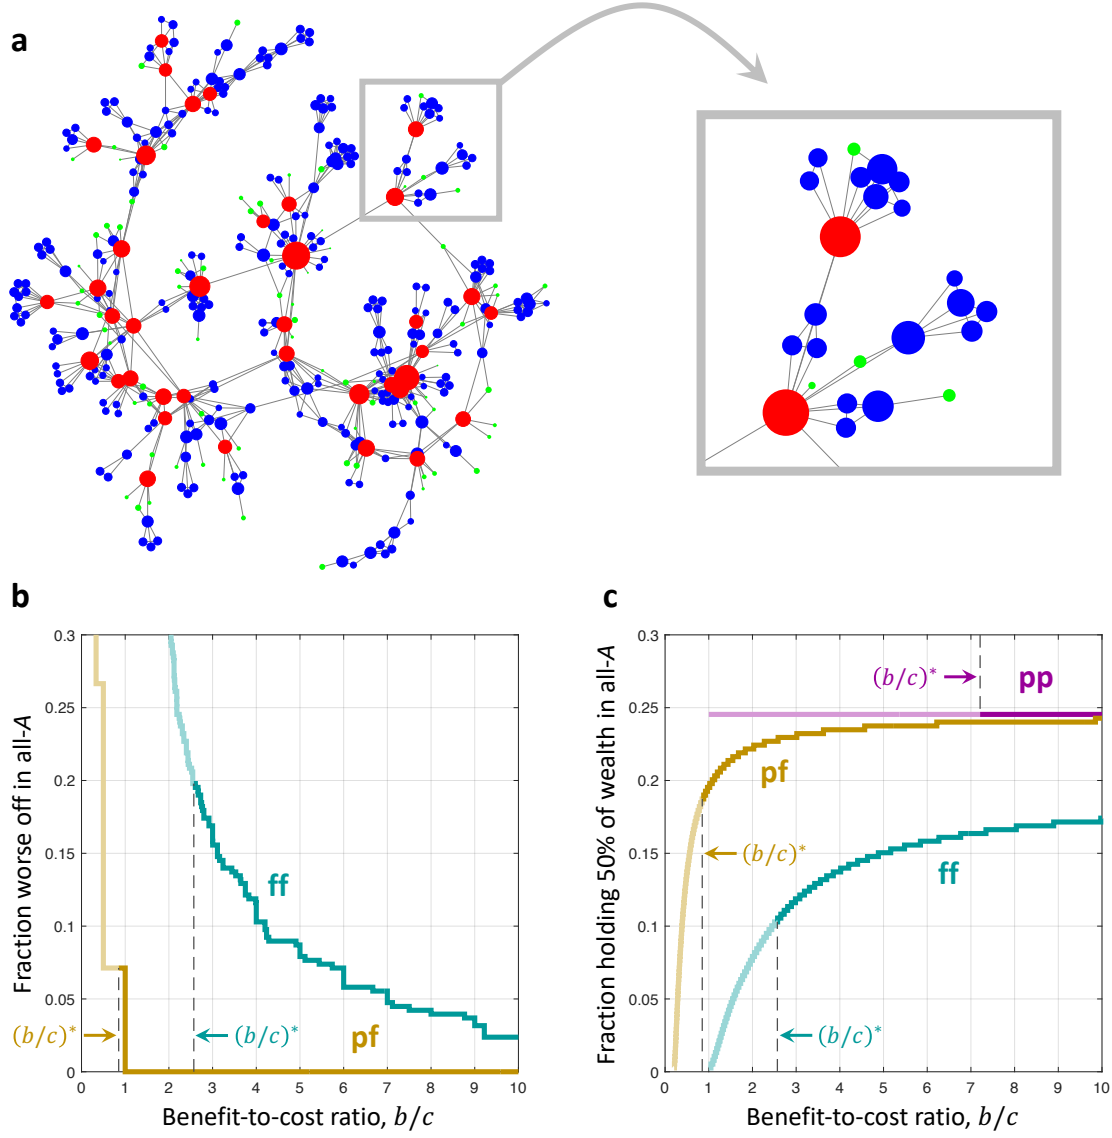 a
b
c
0.3
0.25
0.2
0.15
0.1
0.05
0
Fraction worse off in all-A
ff
pf
(b/c)*
(b/c)*
0 1 2 3 4 5 6 7 8 9 10
Benefit-to-cost ratio, b/c
0.3
0.25
0.2
0.15
0.1
0.05
0
Fraction holding 50% of wealth in all-A
(b/c)*
pp
pf
(b/c)*
ff
(b/c)*
0 1 2 3 4 5 6 7 8 9 10
Benefit-to-cost ratio, b/c